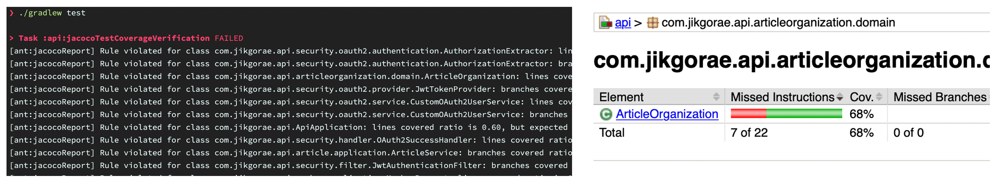 ❯ ./gradlew test
> Task :api:jacocoTestCoverageVerification FAILED
[ant:jacocoReport] Rule violated for class com.jikgorae.api.security.oauth2.authentication.AuthorizationExtractor: lin
[ant:jacocoReport] Rule violated for class com.jikgorae.api.security.oauth2.authentication.AuthorizationExtractor: bra
[ant:jacocoReport] Rule violated for class com.jikgorae.api.articleorganization.domain.ArticleOrganization: lines cove
[ant:jacocoReport] Rule violated for class com.jikgorae.api.security.oauth2.provider.JwtTokenProvider: branches covere
[ant:jacocoReport] Rule violated for class com.jikgorae.api.security.oauth2.service.CustomOAuth2UserService: lines cov
[ant:jacocoReport] Rule violated for class com.jikgorae.api.security.oauth2.service.CustomOAuth2UserService: branches
[ant:jacocoReport] Rule violated for class com.jikgorae.api.ApiApplication: lines covered ratio is 0.60, but expected
[ant:jacocoReport] Rule violated for class com.jikgorae.api.security.handler.OAuth2SuccessHandler: lines covered ratio
[ant:jacocoReport] Rule violated for class com.jikgorae.api.article.application.ArticleService: branches covered ratio
[ant:jacocoReport] Rule violated for class com.jikgorae.api.security.filter.JwtAuthenticationFilter: branches covered
api > com.jikgorae.api.articleorganization.domain
com.jikgorae.api.articleorganization.d
Element Missed Instructions Cov. Missed Branches
ArticleOrganization 68%
Total 7 of 22 68% 0 of 0